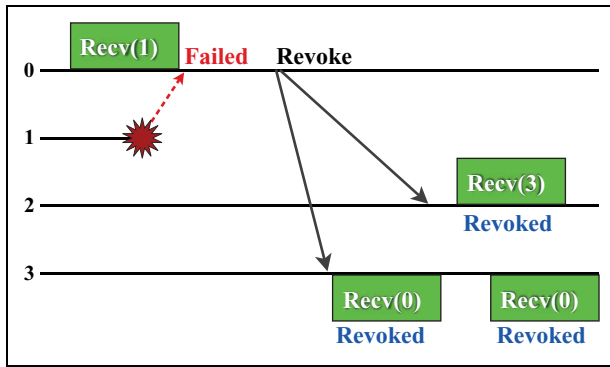 Recv(1)
Failed
Revoke
0
1
Recv(3)
2
Revoked
3
Recv(0)
Recv(0)
Revoked
Revoked